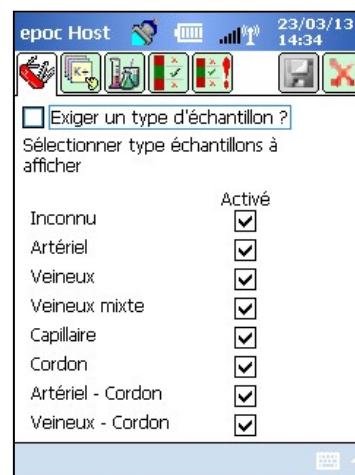 epoc Host 23/03/13
14:34
Exiger un type d'échantillon ?
Sélectionner type échantillons à
afficher
Activé
Inconnu
Artériel
Veineux
Veineux mixte
Capillaire
Cordon
Artériel - Cordon
Veineux - Cordon